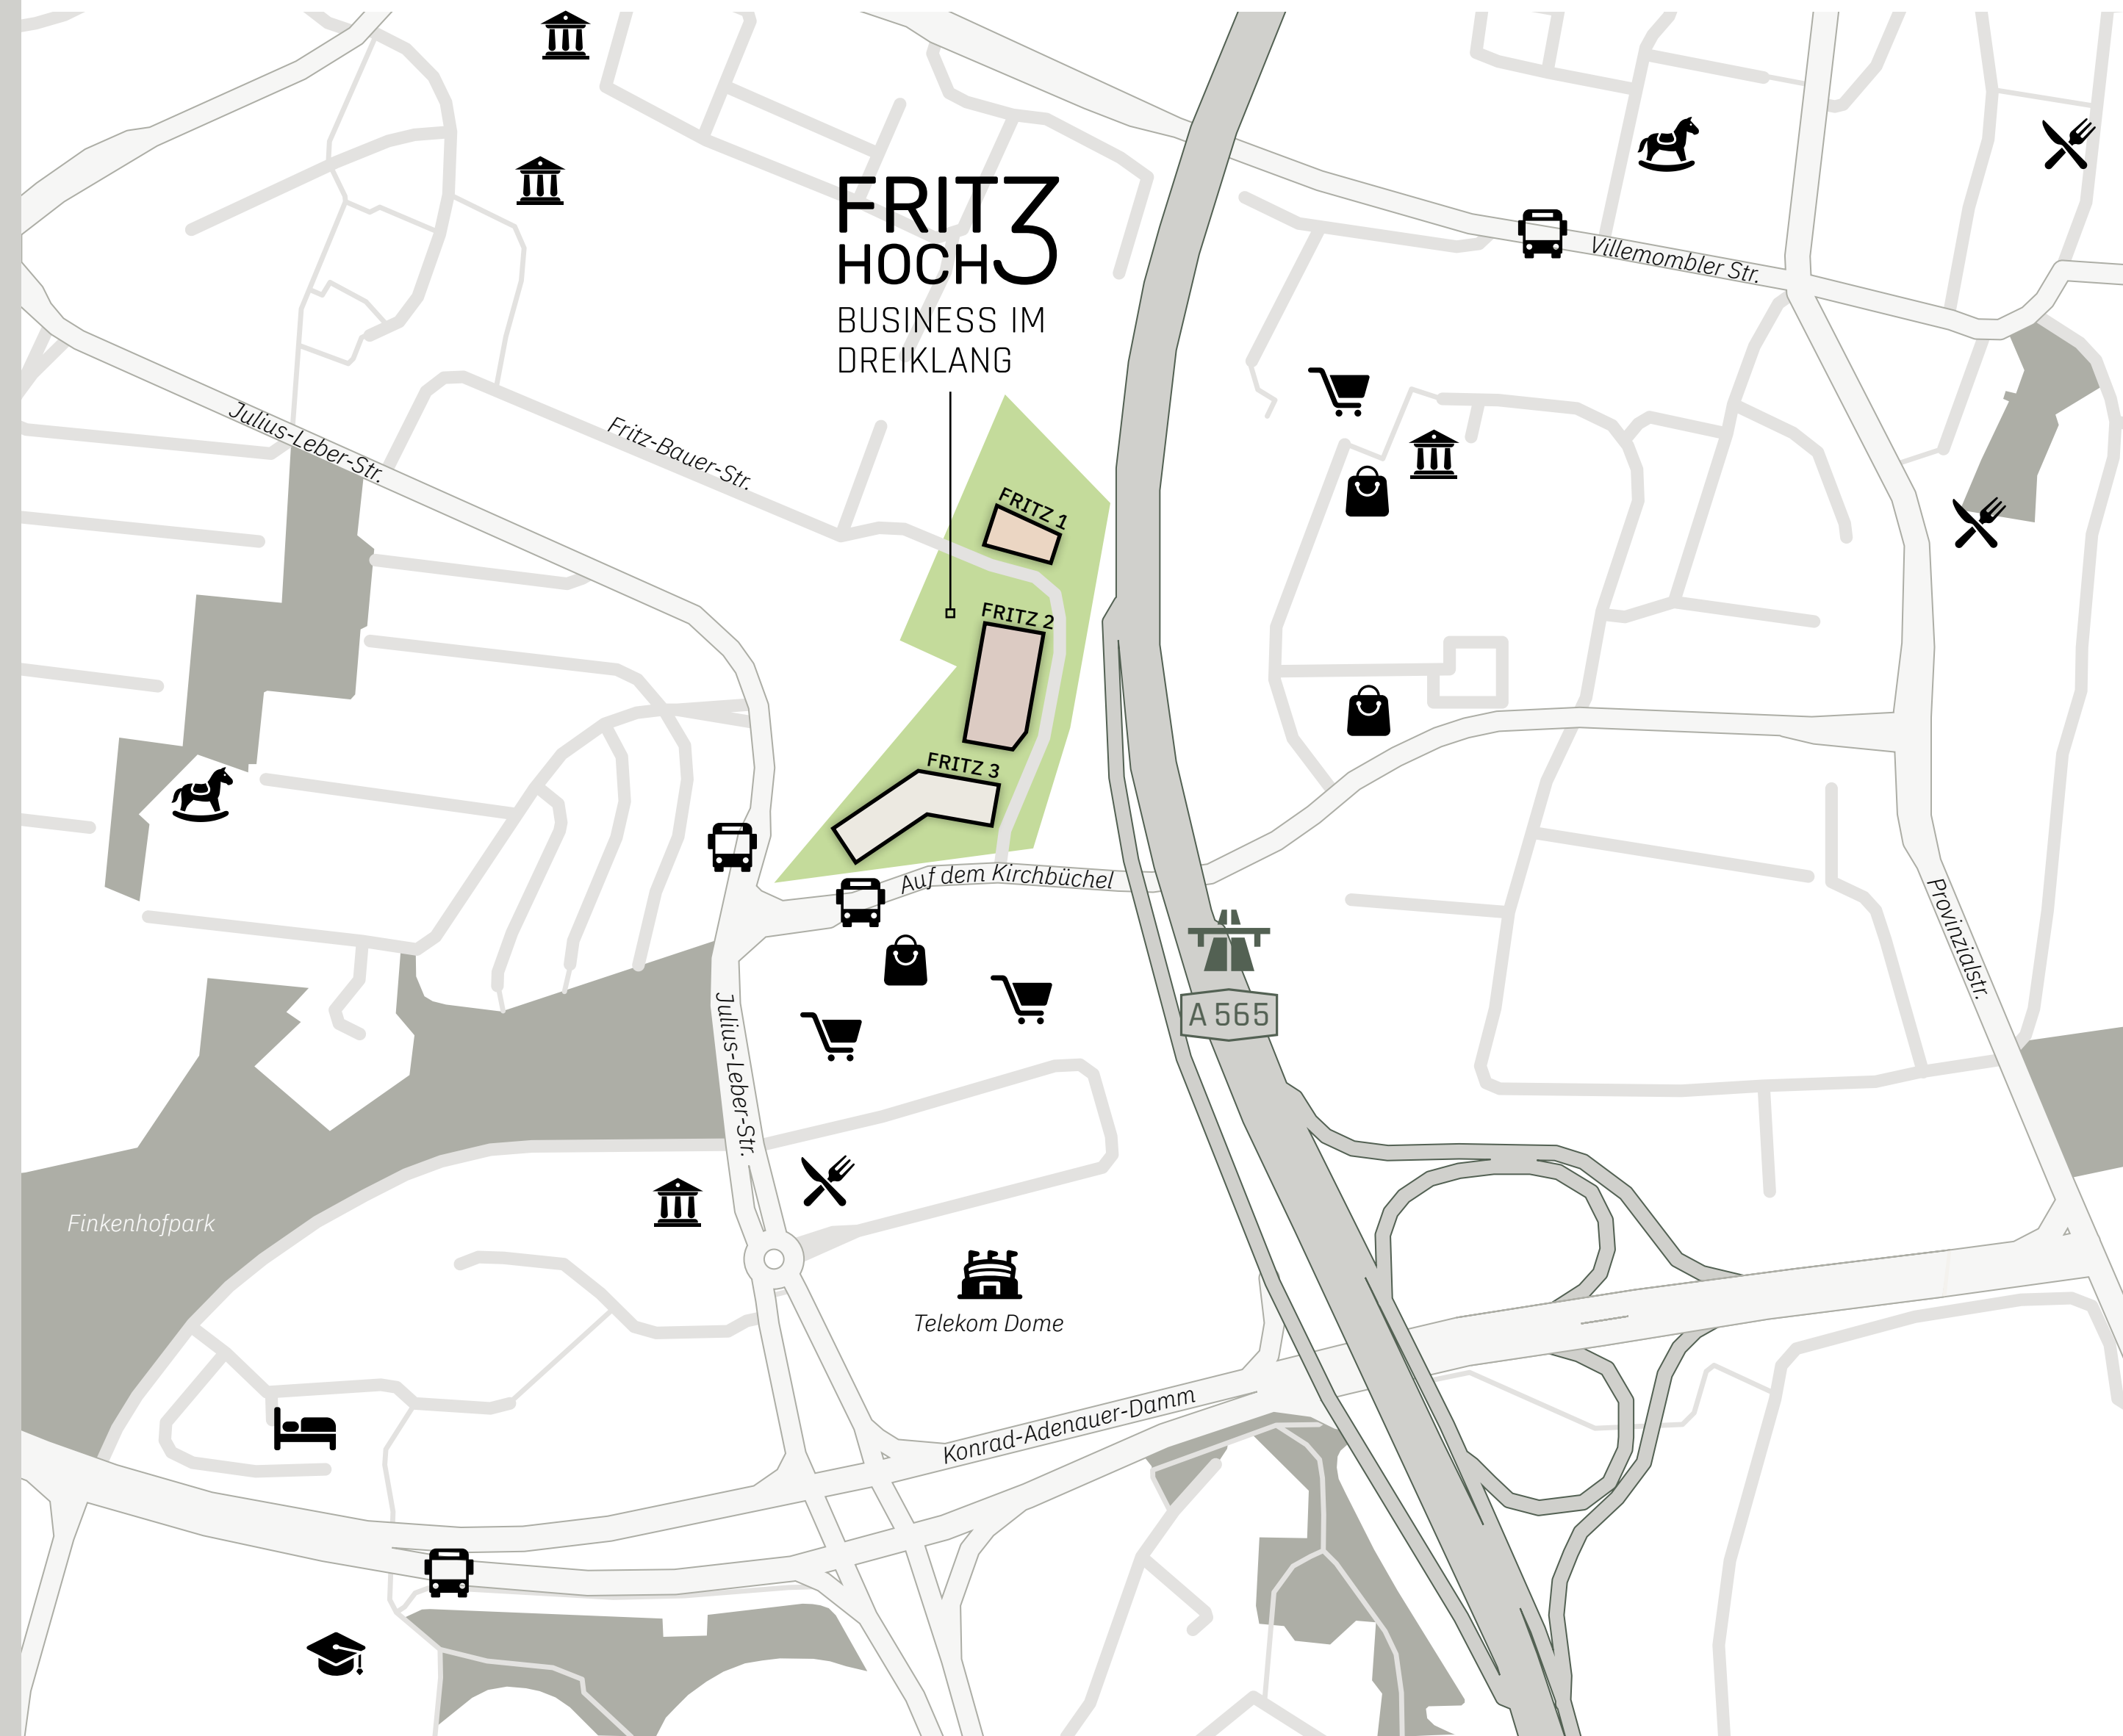 FRITZ
HOCH3
BUSINESS IM
DREIKLANG
Villemombler Str.
Julius-Leber-Str.
Fritz-Bauer-Str.
FRITZ 1
FRITZ 2
FRITZ 3
Auf dem Kirchbüchel
Provinzialstr.
A 565
Julius-Leber-Str.
Finkenhofpark
Telekom Dome
Konrad-Adenauer-Damm